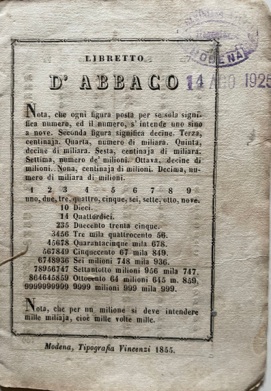 LIBRETTO
D' ABBACO
14 AGO 1925
MODENA
Nota, che ogni figura posta per se sola signi-
fica numero, ed il numero, s' intende uno sino
a nove. Seconda figura significa decine. Terza,
centinaja. Quarta, numero di miliara. Quinta,
decine di miliara. Sesta, centinaja di miliara.
Settima, numero de' milioni. Ottava, decine di
milioni. Nona, centinaja di milioni. Decima, nu-
mero di miliara di milioni.
1 2 3 4 5 6 7 8 9
uno, due, tre, quattro, cinque, sei, sette, otto, nove.
10 Dieci.
14 Quattordici.
235 Duecento trenta cinque.
3456 Tre mila quattrocento 56.
45678 Quarantacinque mila 678.
567849 Cinquecento 67 mila 849.
6748936 Sei milioni 748 mila 936.
78956747 Settantotto milioni 956 mila 747.
864645859 Ottocento 64 milioni 645 m. 859.
9999999999 9999 milioni 999 mila 999.
Nota, che per un milione si deve intendere
mille miliaja, cioè mille volte mille.
Modena, Tipografia Vincenzi 1855.